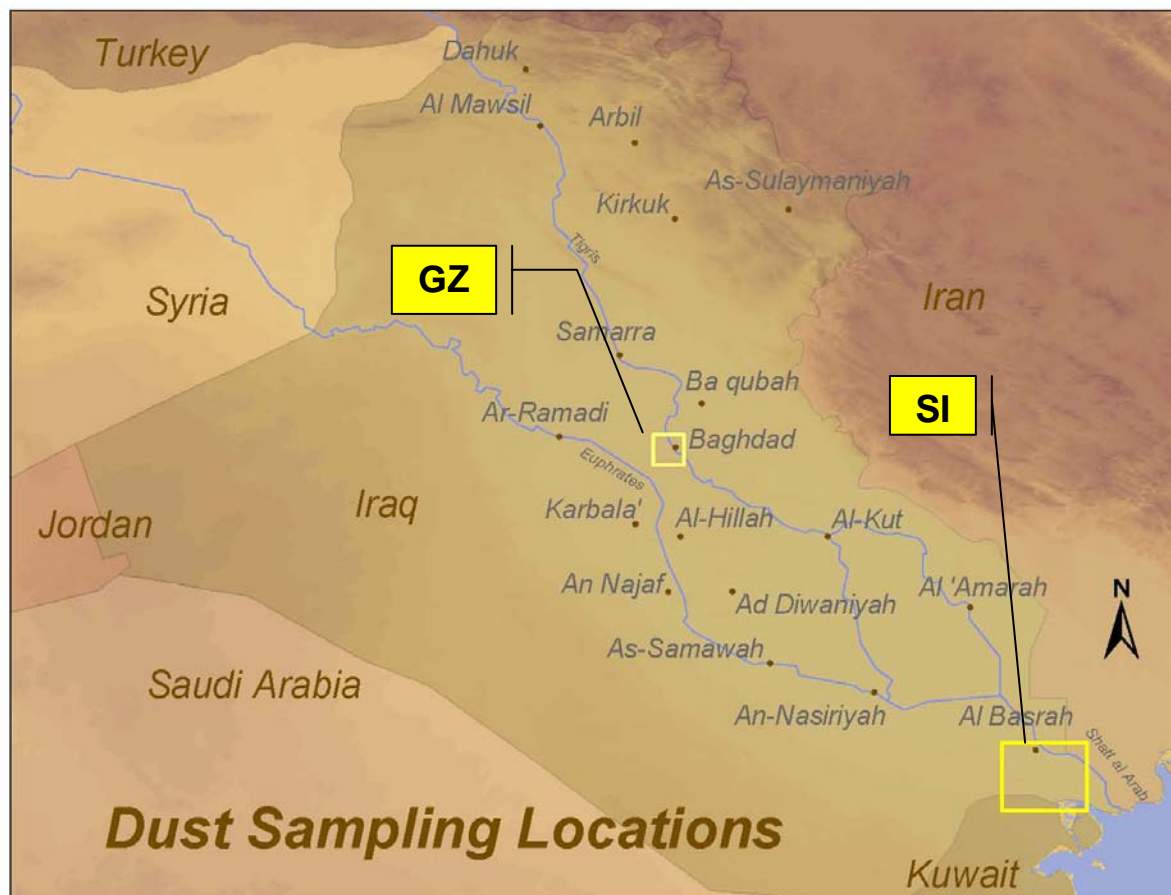 Turkey
Dahuk
Al Mawsil
Arbil
As-Sulaymaniyah
Kirkuk
Tigris
GZ
Syria
Iran
Samarra
Ba qubah
SI
Ar-Ramadi
Baghdad
Euphrates
Iraq
Karbala'
Al-Hillah
Al-Kut
Jordan
An Najaf
Ad Diwaniyah
Al 'Amarah
N
As-Samawah
Saudi Arabia
An-Nasiriyah
Al Basrah
Shatt al Arab
Dust Sampling Locations
Kuwait